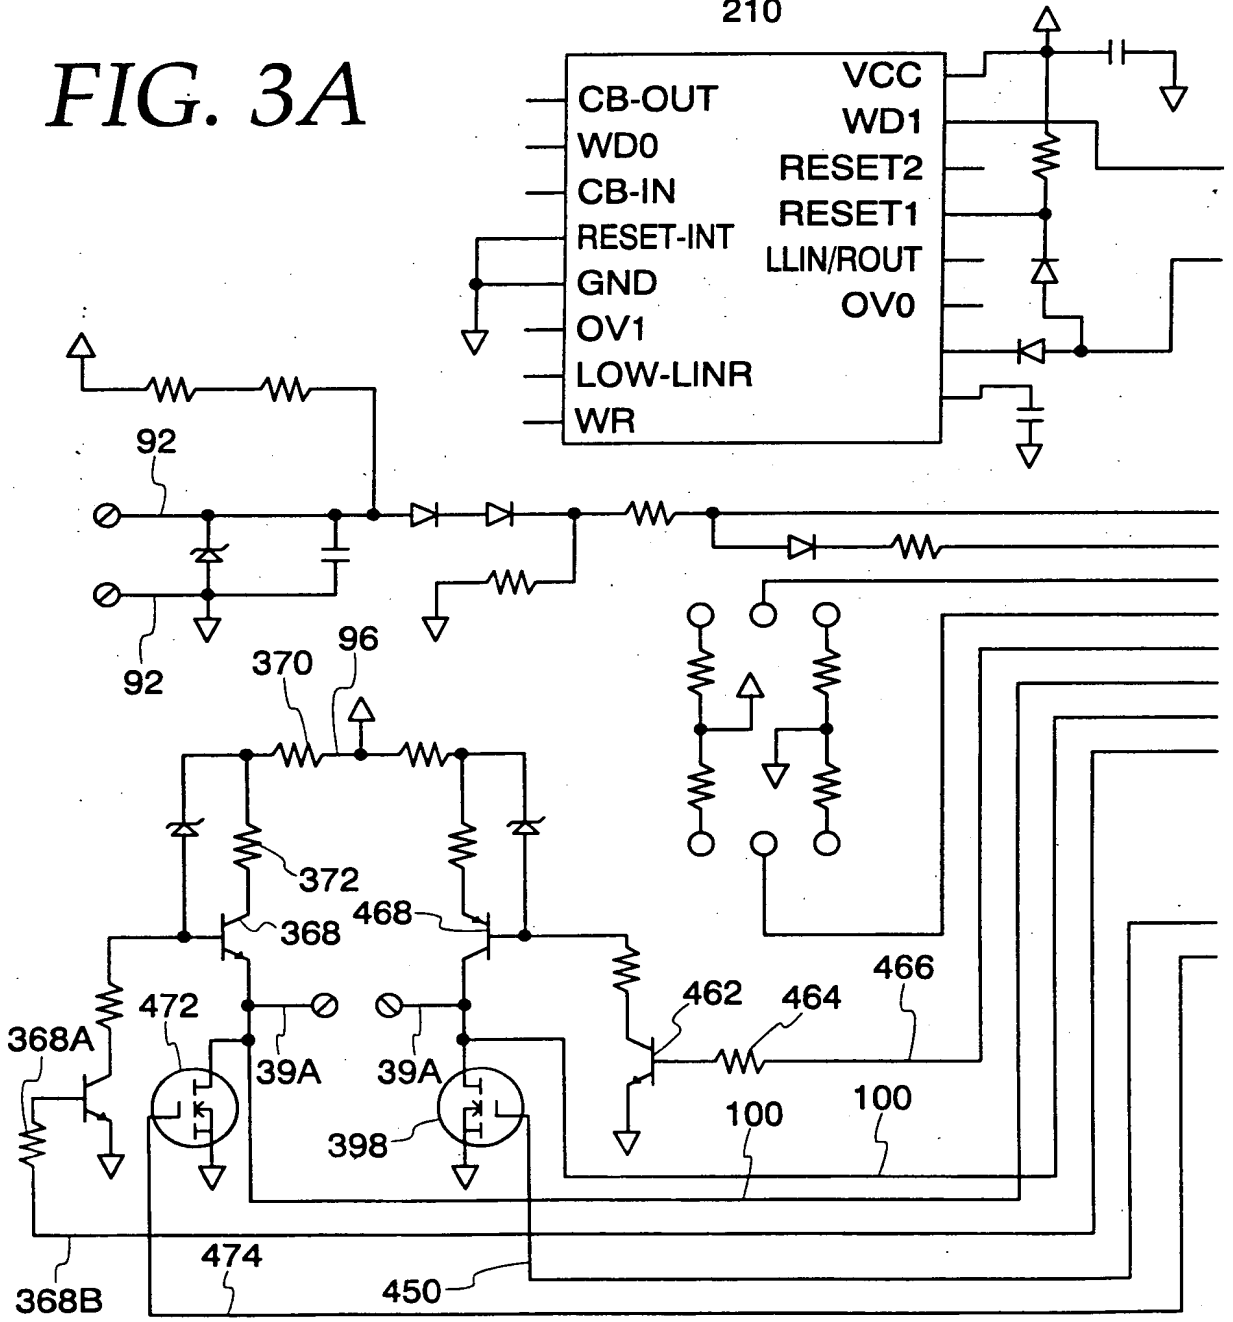 210
FIG. 3A
CB-OUT
WD0
CB-IN
RESET-INT
GND
OV1
LOW-LINR
WR
VCC
WD1
RESET2
RESET1
LLIN/ROUT
OV0
92
92
370
96
372
368
468
472
368A
39A
39A
398
462
464
466
100
100
474
450
368B